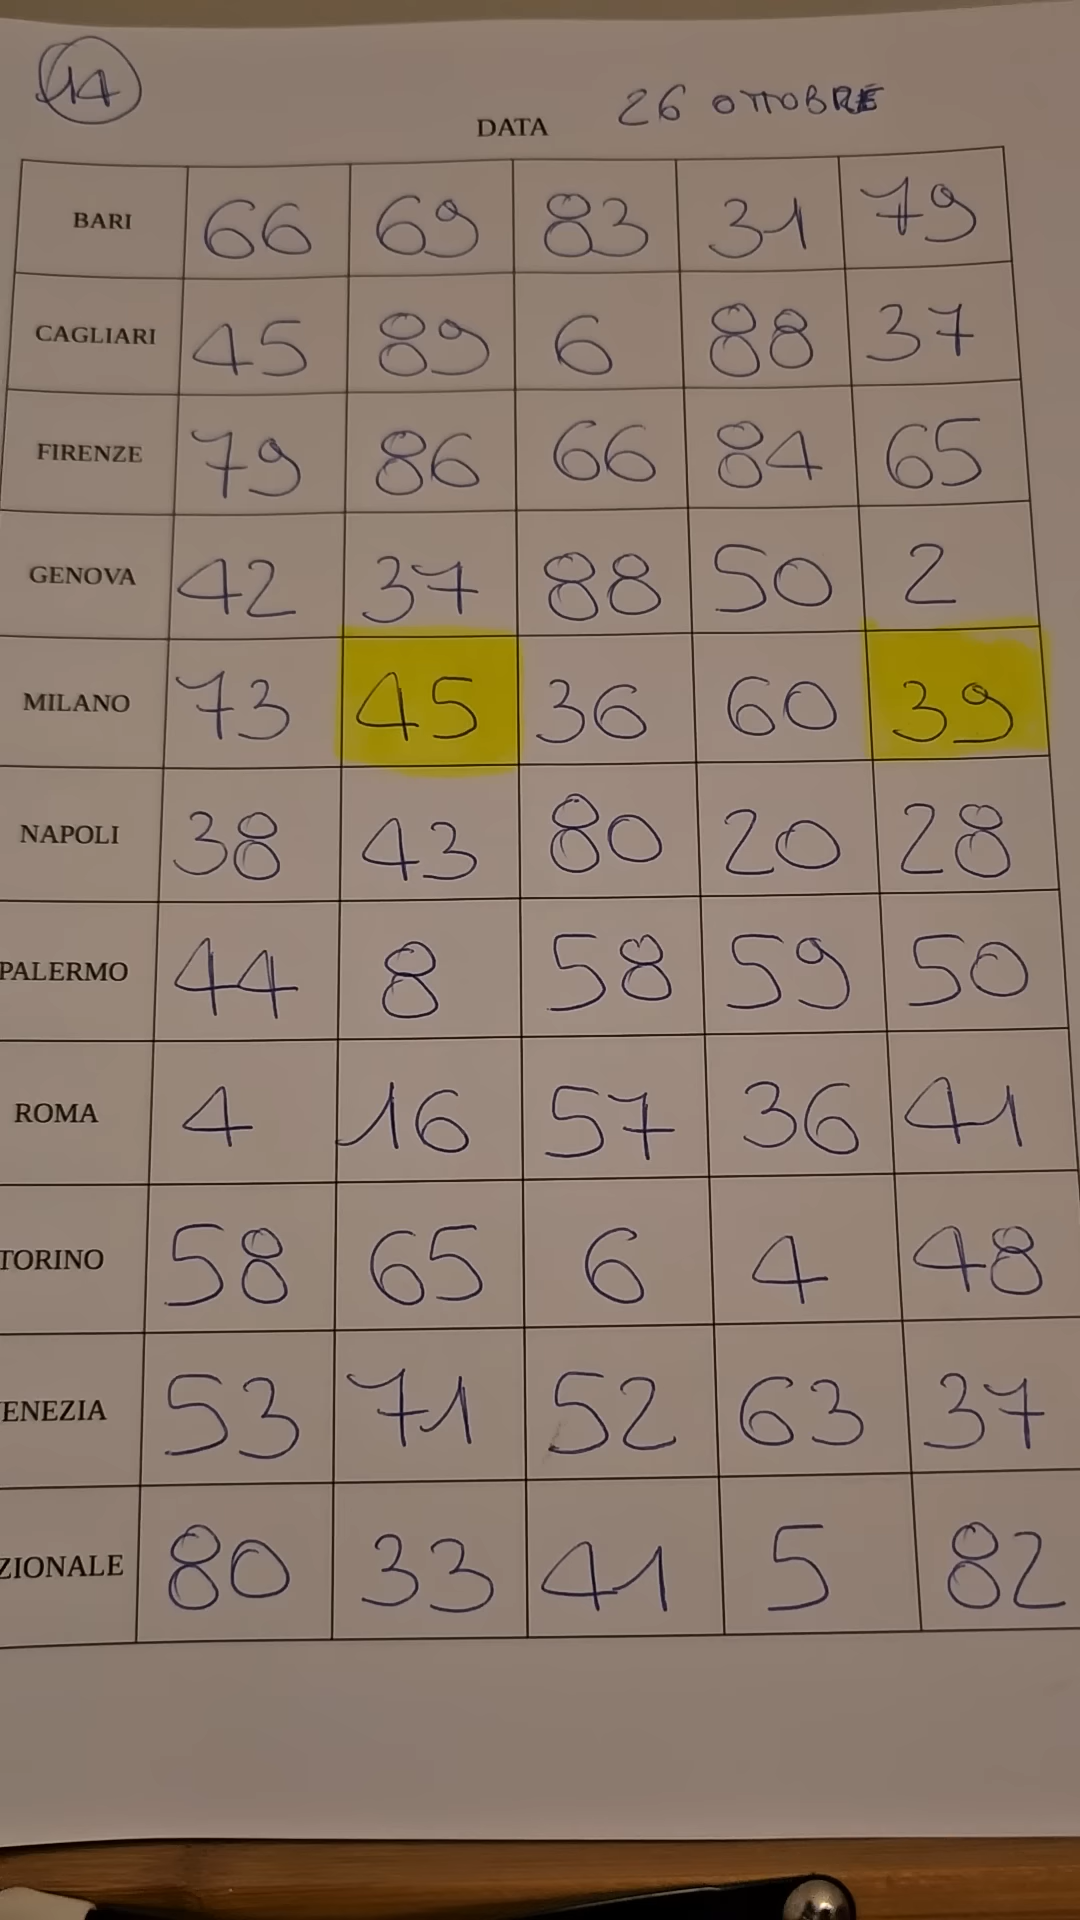 14
DATA 26 OTTOBRE
BARI 66 69 83 31 79
CAGLIARI 45 89 6 88 37
FIRENZE 79 86 66 84 65
GENOVA 42 37 88 50 2
MILANO 73 45 36 60 39
NAPOLI 38 43 80 20 28
PALERMO 44 8 58 59 50
ROMA 4 16 57 36 41
TORINO 58 65 6 4 48
ENEZIA 53 71 52 63 37
ZIONALE 80 33 41 5 82